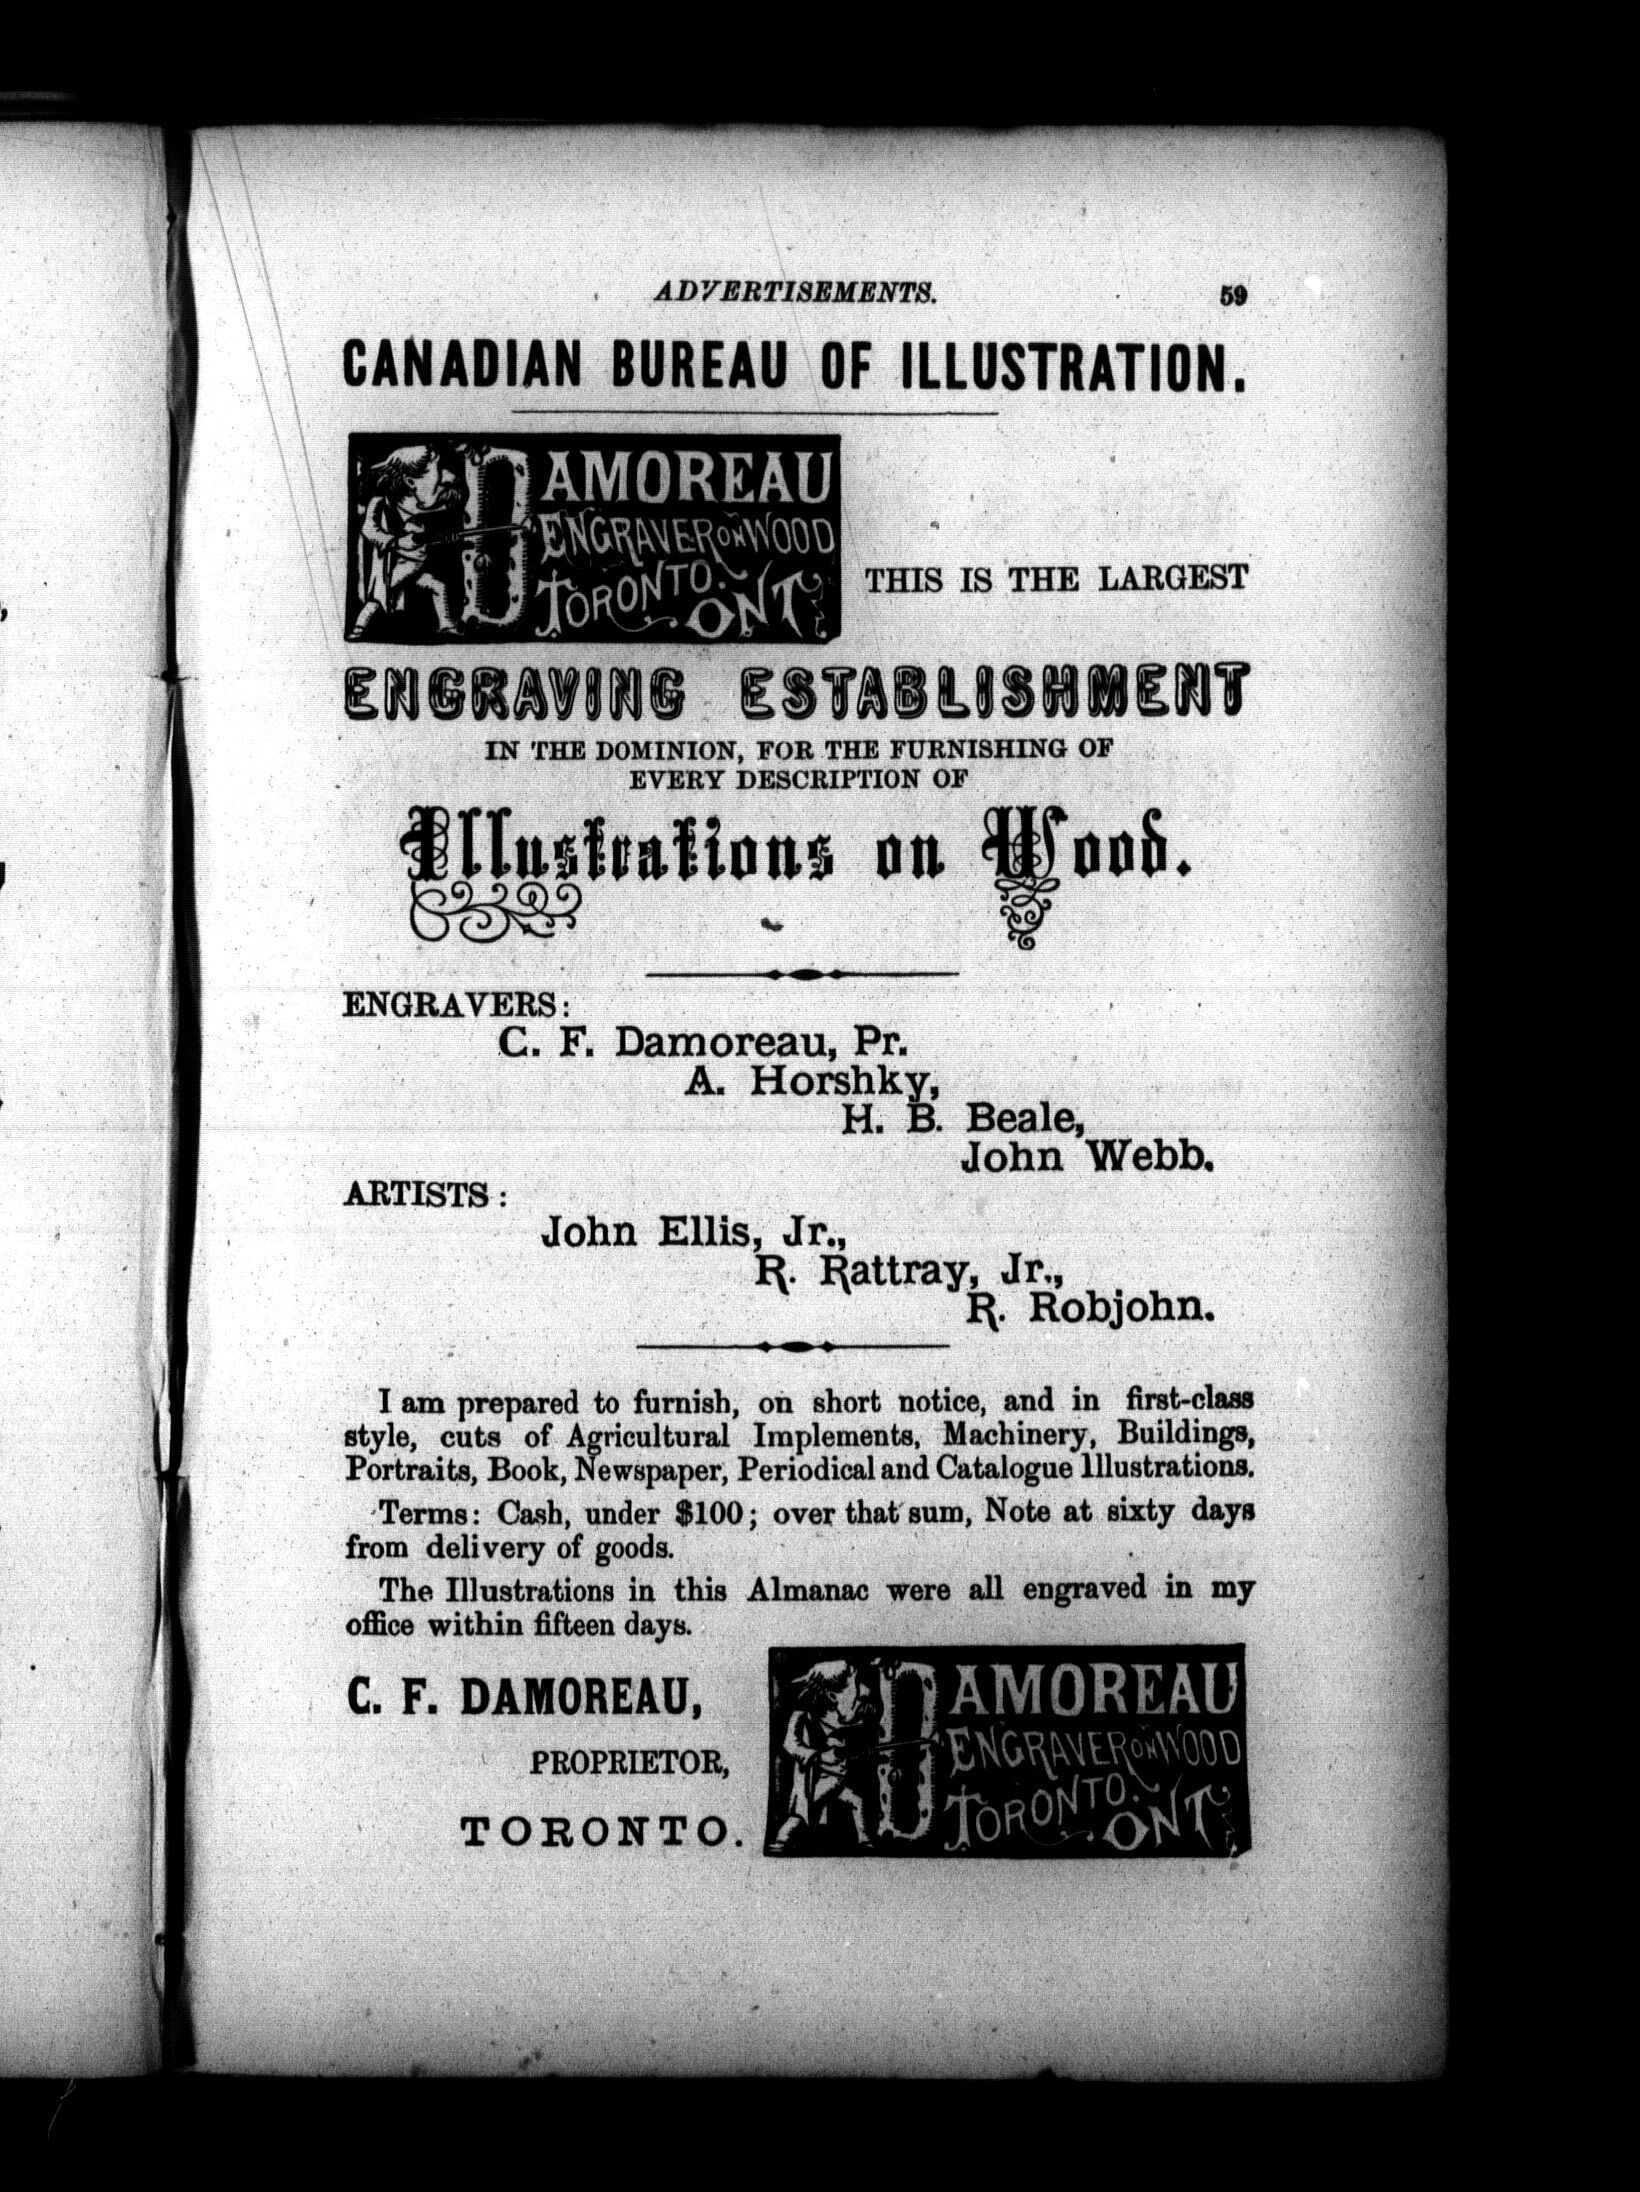 ADVERTISEMENTS. 59
CANADIAN BUREAU OF ILLUSTRATION.
DAMOREAU
ENGRAVER ON WOOD
TORONTO. ONT.
THIS IS THE LARGEST
ENGRAVING ESTABLISHMENT
IN THE DOMINION, FOR THE FURNISHING OF
EVERY DESCRIPTION OF
Illustrations on Wood.
ENGRAVERS:
C. F. Damoreau, Pr.
A. Horshky,
H. B. Beale,
John Webb.
ARTISTS:
John Ellis, Jr.,
R. Rattray, Jr.,
R. Robjohn.
I am prepared to furnish, on short notice, and in first-class
style, cuts of Agricultural Implements, Machinery, Buildings,
Portraits, Book, Newspaper, Periodical and Catalogue Illustrations.
Terms: Cash, under $100; over that sum, Note at sixty days
from delivery of goods.
The Illustrations in this Almanac were all engraved in my
office within fifteen days.
C. F. DAMOREAU,
PROPRIETOR,
TORONTO.
DAMOREAU
ENGRAVER ON WOOD
TORONTO. ONT.